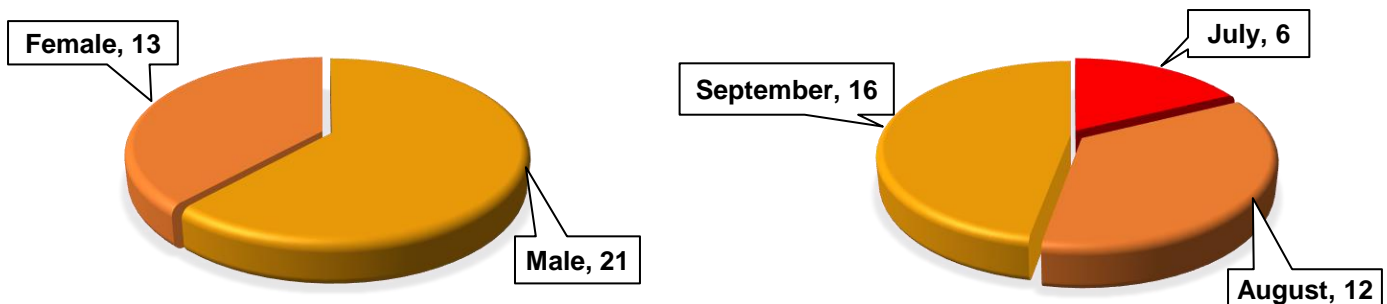 Female, 13
Male, 21
July, 6
September, 16
August, 12